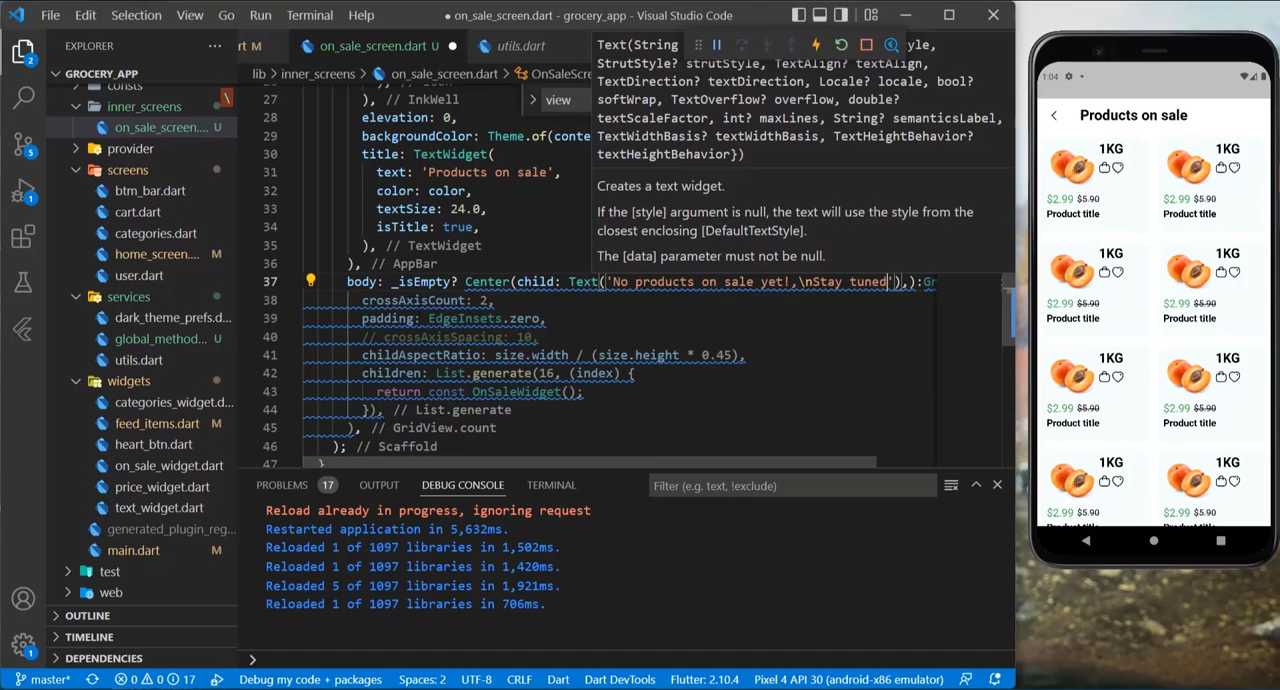 File Edit Selection View Go Run Terminal Help
● on_sale_screen.dart - grocery_app - Visual Studio Code
EXPLORER
rt M
on_sale_screen.dart U
utils.dart
Text(String
yle,
StrutStyle? strutStyle, TextAlign? textAlign,
TextDirection? textDirection, Locale? locale, bool?
softWrap, TextOverflow? overflow, double?
textScaleFactor, int? maxLines, String? semanticsLabel,
TextWidthBasis? textWidthBasis, TextHeightBehavior?
textHeightBehavior})
Creates a text widget.
If the [style] argument is null, the text will use the style from the
closest enclosing [DefaultTextStyle].
The [data] parameter must not be null.
lib > inner_screens > on_sale_screen.dart > OnSaleScre
view
GROCERY_APP
consts
inner_screens
on_sale_screen.... U
provider
screens
btm_bar.dart
cart.dart
categories.dart
home_screen.... M
user.dart
services
dark_theme_prefs.d...
global_method... U
utils.dart
widgets
categories_widget.d...
feed_items.dart M
heart_btn.dart
on_sale_widget.dart
price_widget.dart
text_widget.dart
generated_plugin_reg...
main.dart M
test
web
OUTLINE
TIMELINE
DEPENDENCIES
27 ), // InkWell
28 elevation: 0,
29 backgroundColor: Theme.of(conte
30 title: TextWidget(
31 text: 'Products on sale',
32 color: color,
33 textSize: 24.0,
34 isTitle: true,
35 ), // TextWidget
36 ), // AppBar
37 body: _isEmpty? Center(child: Text('No products on sale yet!,\nStay tuned'),):Gr
38 crossAxisCount: 2,
39 padding: EdgeInsets.zero,
40 // crossAxisSpacing: 10,
41 childAspectRatio: size.width / (size.height * 0.45),
42 children: List.generate(16, (index) {
43 return const OnSaleWidget();
44 }), // List.generate
45 ), // GridView.count
46 ); // Scaffold
47 }
PROBLEMS 17 OUTPUT DEBUG CONSOLE TERMINAL
Filter (e.g. text, !exclude)
Reload already in progress, ignoring request
Restarted application in 5,632ms.
Reloaded 1 of 1097 libraries in 1,502ms.
Reloaded 1 of 1097 libraries in 1,420ms.
Reloaded 5 of 1097 libraries in 1,921ms.
Reloaded 1 of 1097 libraries in 706ms.
master* 0 0 17 Debug my code + packages Spaces: 2 UTF-8 CRLF Dart Dart DevTools Flutter: 2.10.4 Pixel 4 API 30 (android-x86 emulator)
1:04
Products on sale
1KG 1KG
$2.99 $5.90 $2.99 $5.90
Product title Product title
1KG 1KG
$2.99 $5.90 $2.99 $5.90
Product title Product title
1KG 1KG
$2.99 $5.90 $2.99 $5.90
Product title Product title
1KG 1KG
$2.99 $5.90 $2.99 $5.90
Product title Product title